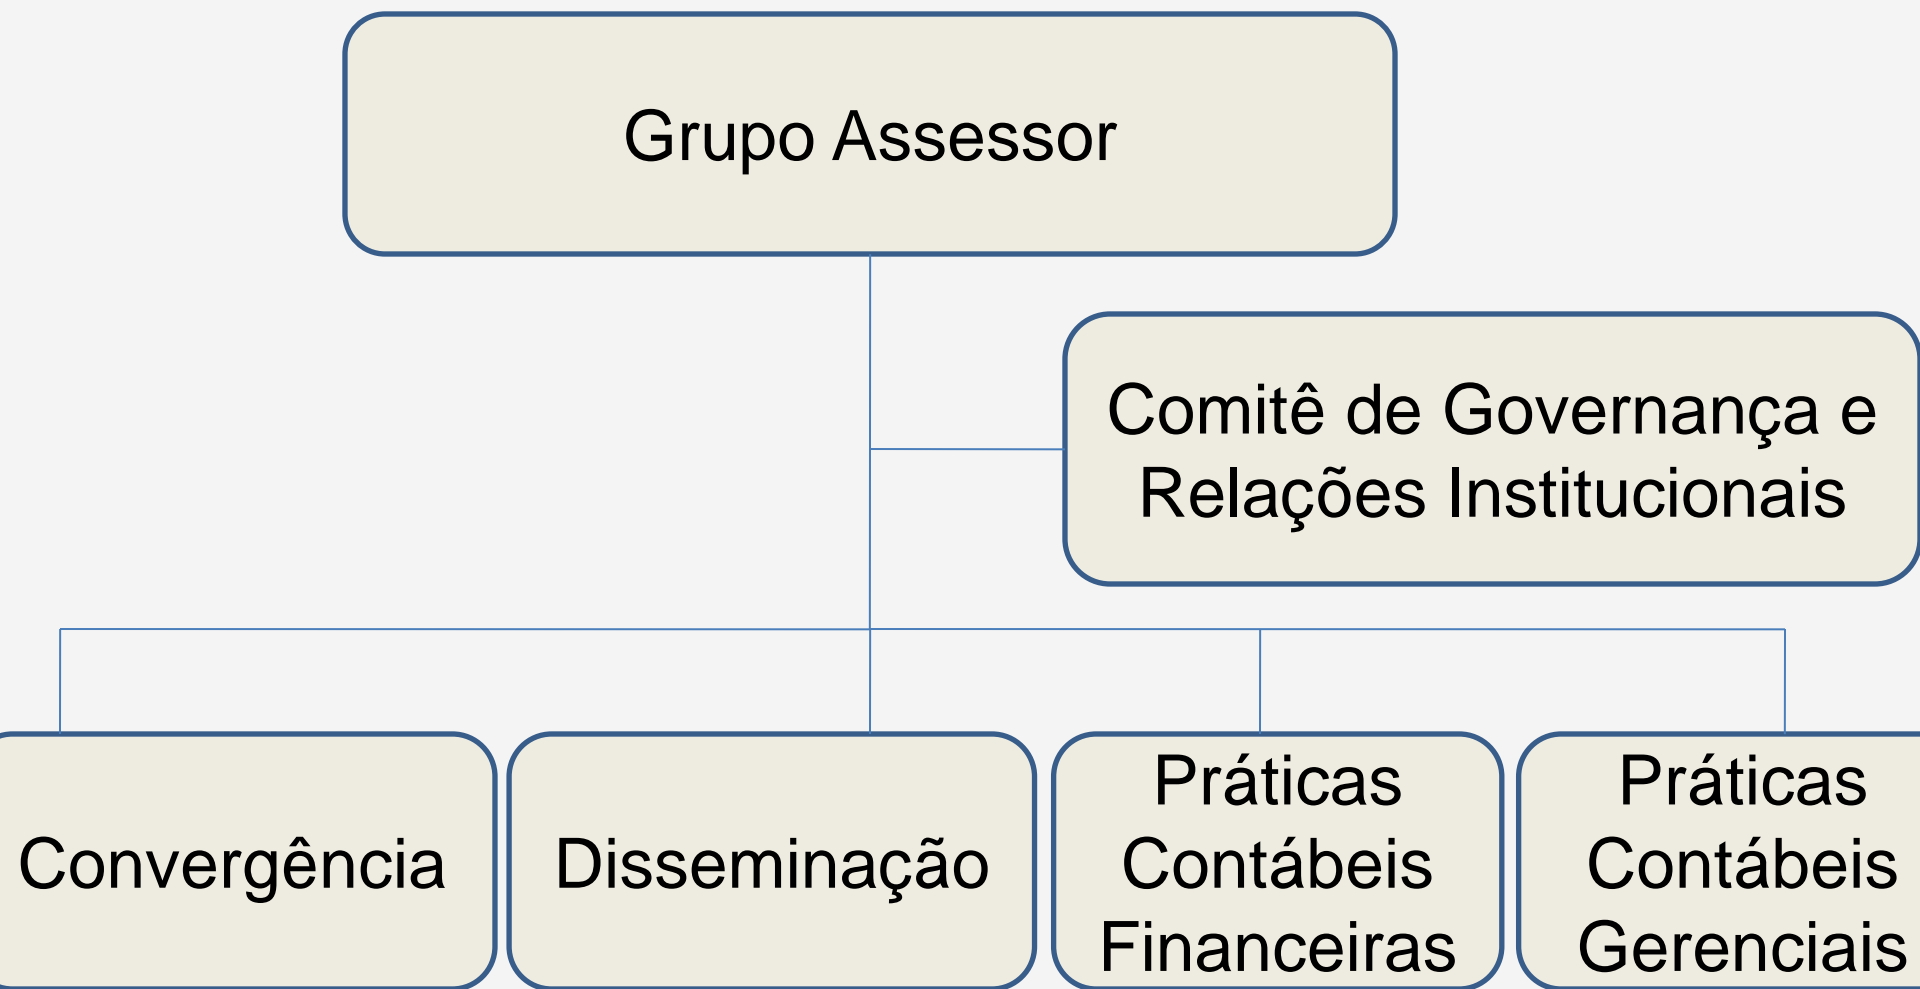 Grupo Assessor
Comitê de Governança e
Relações Institucionais
Convergência
Disseminação
Práticas
Contábeis
Financeiras
Práticas
Contábeis
Gerenciais